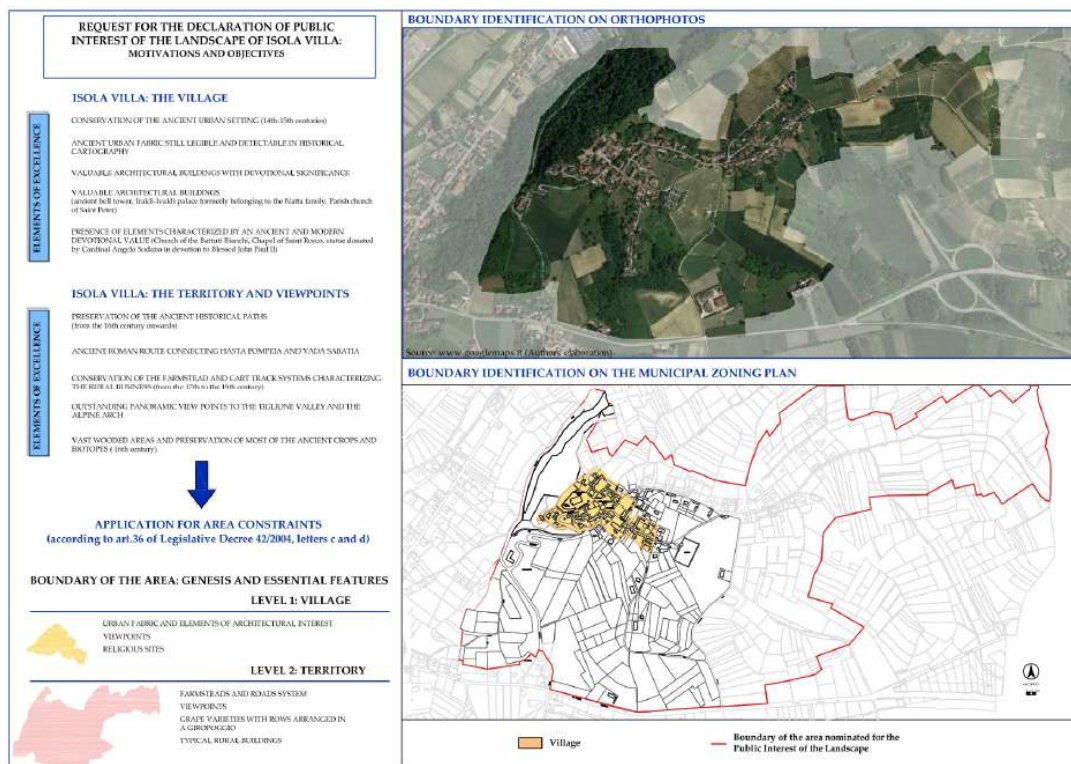 REQUEST FOR THE DECLARATION OF PUBLIC
INTEREST OF THE LANDSCAPE OF ISOLA VILLA:
MOTIVATIONS AND OBJECTIVES
ELEMENTS OF EXCELLENCE
ISOLA VILLA: THE VILLAGE
CONSERVATION OF THE ANCIENT URBAN SETTING (14th-15th centuries)
ANCIENT URBAN FABRIC STILL LEGIBLE AND DETECTABLE IN HISTORICAL
CARTOGRAPHY
VALUABLE ARCHITECTURAL BUILDINGS WITH DEVOTIONAL SIGNIFICANCE
VALUABLE ARCHITECTURAL BUILDINGS
(ancient bell tower, palace formerly belonging to the Natta family, Parish church
of Saint Peter)
PRESENCE OF ELEMENTS CHARACTERIZED BY AN ANCIENT AND MODERN
DEVOTIONAL VALUE (Church of the Battuti Bianchi, Chapel of Saint Rocco, statue donated
by Cardinal Angelo Sodano in devotion to Blessed John Paul II)
ELEMENTS OF EXCELLENCE
ISOLA VILLA: THE TERRITORY AND VIEWPOINTS
PRESERVATION OF THE ANCIENT HISTORICAL PATHS
(from the 16th century onwards)
ANCIENT ROMAN ROUTE CONNECTING HASTA POMPEIA AND VADA SABATIA
CONSERVATION OF THE FARMSTEAD AND CART TRACK SYSTEMS CHARACTERIZING
THE RURAL BUSINESS (from the 17th to the 19th century)
OUTSTANDING PANORAMIC VIEW POINTS TO THE TIGLIONE VALLEY AND THE
ALPINE ARCH
VAST WOODED AREAS AND PRESERVATION OF MOST OF THE ANCIENT CROPS AND
BIOTOPES (16th century)
APPLICATION FOR AREA CONSTRAINTS
(according to art.36 of Legislative Decree 42/2004, letters c and d)
BOUNDARY OF THE AREA: GENESIS AND ESSENTIAL FEATURES
LEVEL 1: VILLAGE
URBAN FABRIC AND ELEMENTS OF ARCHITECTURAL INTEREST
VIEWPOINTS
RELIGIOUS SITES
LEVEL 2: TERRITORY
FARMSTEADS AND ROADS SYSTEM
VIEWPOINTS
GRAPE VARIETIES WITH ROWS ARRANGED IN
A GIROPOGGIO
TYPICAL RURAL BUILDINGS
BOUNDARY IDENTIFICATION ON ORTHOPHOTOS
Source: www.googlemaps.it (Authors' elaboration)
BOUNDARY IDENTIFICATION ON THE MUNICIPAL ZONING PLAN
Village
Boundary of the area nominated for the
Public Interest of the Landscape